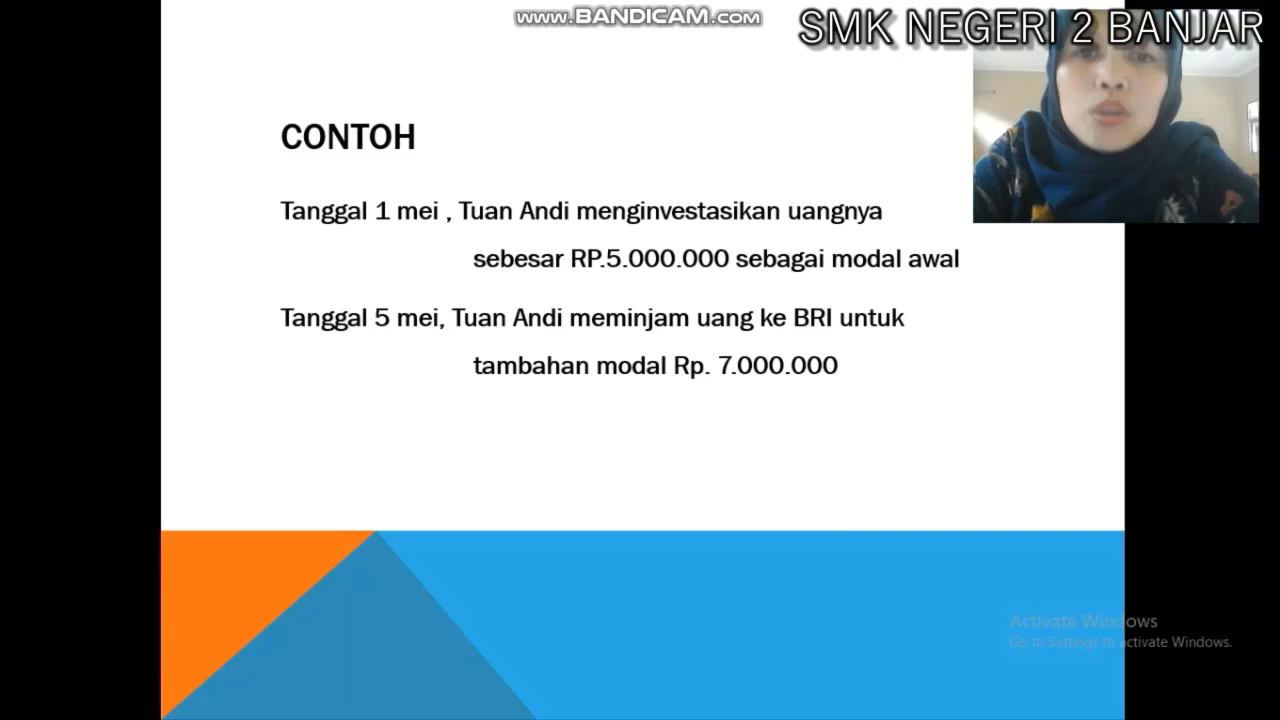 www.BANDICAM.com
SMK NEGERI 2 BANJAR
CONTOH
Tanggal 1 mei , Tuan Andi menginvestasikan uangnya
sebesar RP.5.000.000 sebagai modal awal
Tanggal 5 mei, Tuan Andi meminjam uang ke BRI untuk
tambahan modal Rp. 7.000.000
Activate Windows
Go to Settings to activate Windows.